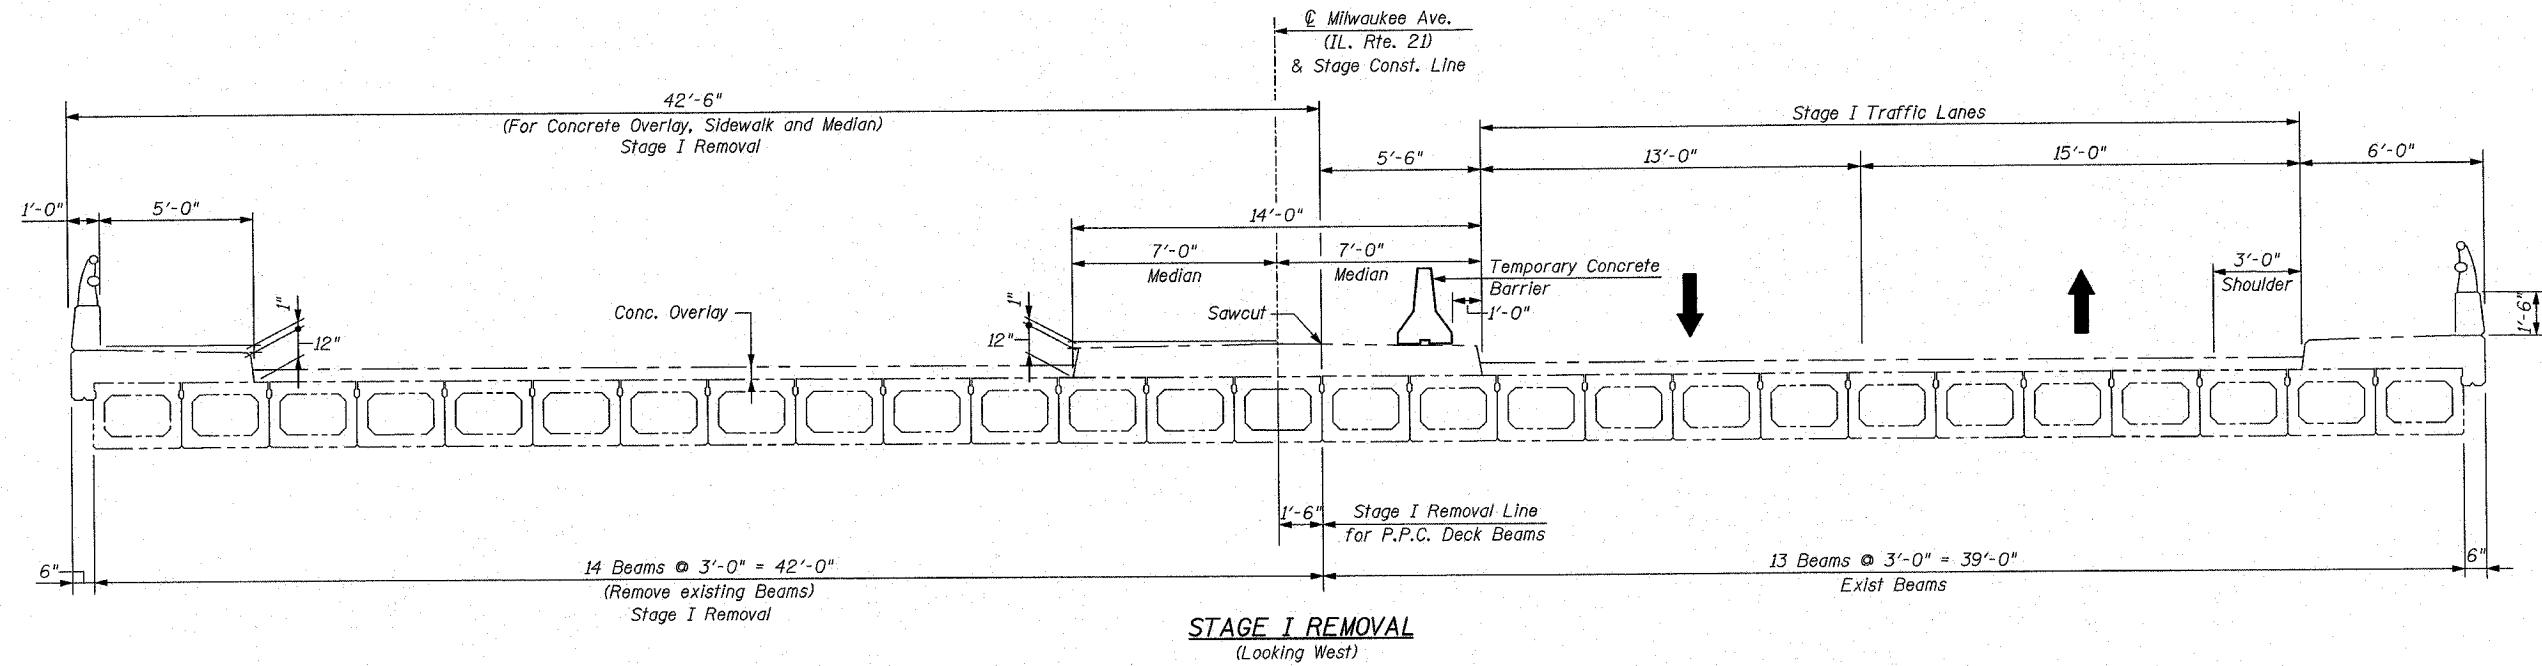 ℄ Milwaukee Ave.
(IL. Rte. 21)
& Stage Const. Line
42'-6"
(For Concrete Overlay, Sidewalk and Median)
Stage I Removal
Stage I Traffic Lanes
5'-6"
13'-0"
15'-0"
6'-0"
1'-0"
5'-0"
14'-0"
7'-0"
Median
7'-0"
Median
Temporary Concrete
Barrier
1'-0"
3'-0"
Shoulder
1'-6"
1"
12"
Conc. Overlay
1"
12"
Sawcut
1'-6"
Stage I Removal Line
for P.P.C. Deck Beams
6"
14 Beams @ 3'-0" = 42'-0"
(Remove existing Beams)
Stage I Removal
13 Beams @ 3'-0" = 39'-0"
Exist Beams
6"
STAGE I REMOVAL
(Looking West)